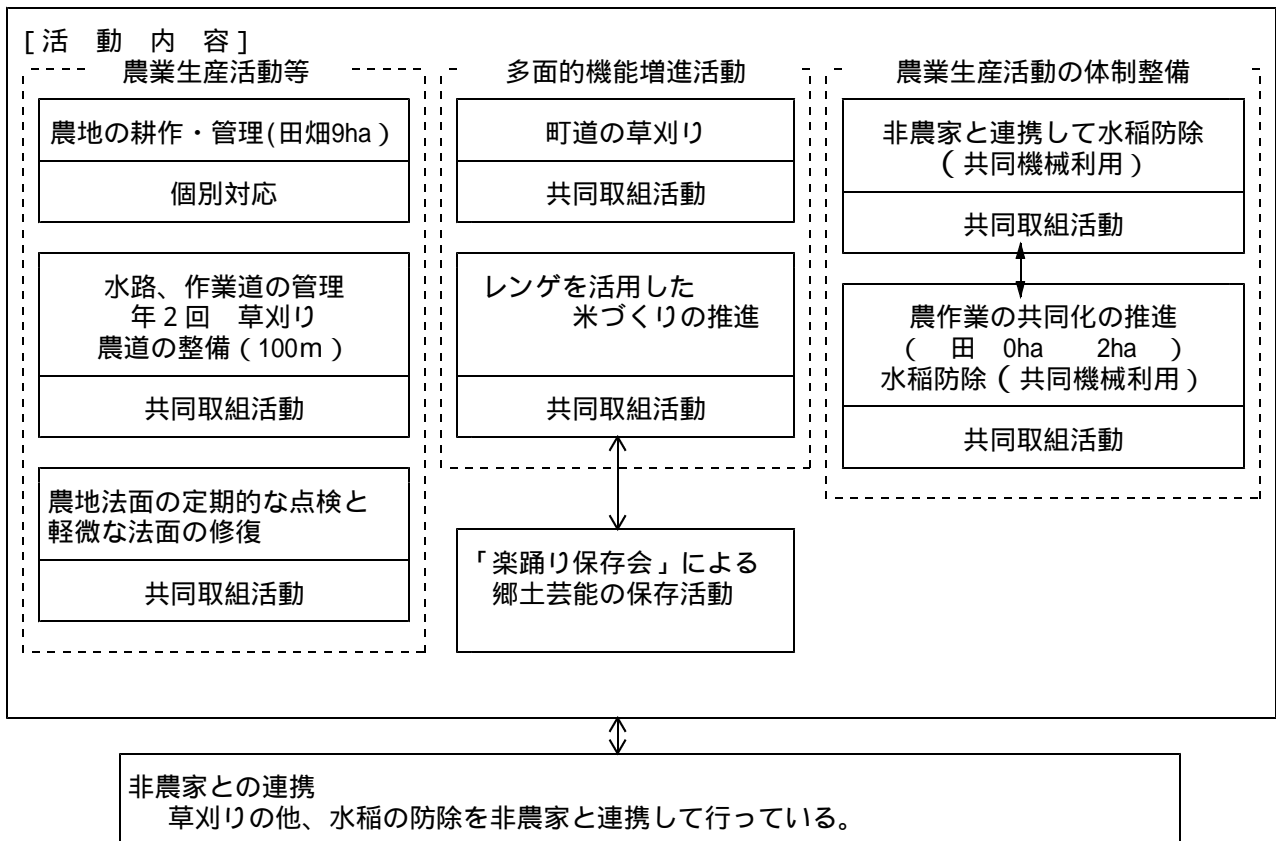 [活 動 内 容]
農業生産活動等
農地の耕作・管理(田畑9ha)
個別対応
水路、作業道の管理
年2回 草刈り
農道の整備(100m)
共同取組活動
農地法面の定期的な点検と
軽微な法面の修復
共同取組活動
多面的機能増進活動
町道の草刈り
共同取組活動
レンゲを活用した
米づくりの推進
共同取組活動
「楽踊り保存会」による
郷土芸能の保存活動
農業生産活動の体制整備
非農家と連携して水稲防除
(共同機械利用)
共同取組活動
農作業の共同化の推進
( 田 0ha 2ha )
水稲防除(共同機械利用)
共同取組活動
非農家との連携
草刈りの他、水稲の防除を非農家と連携して行っている。